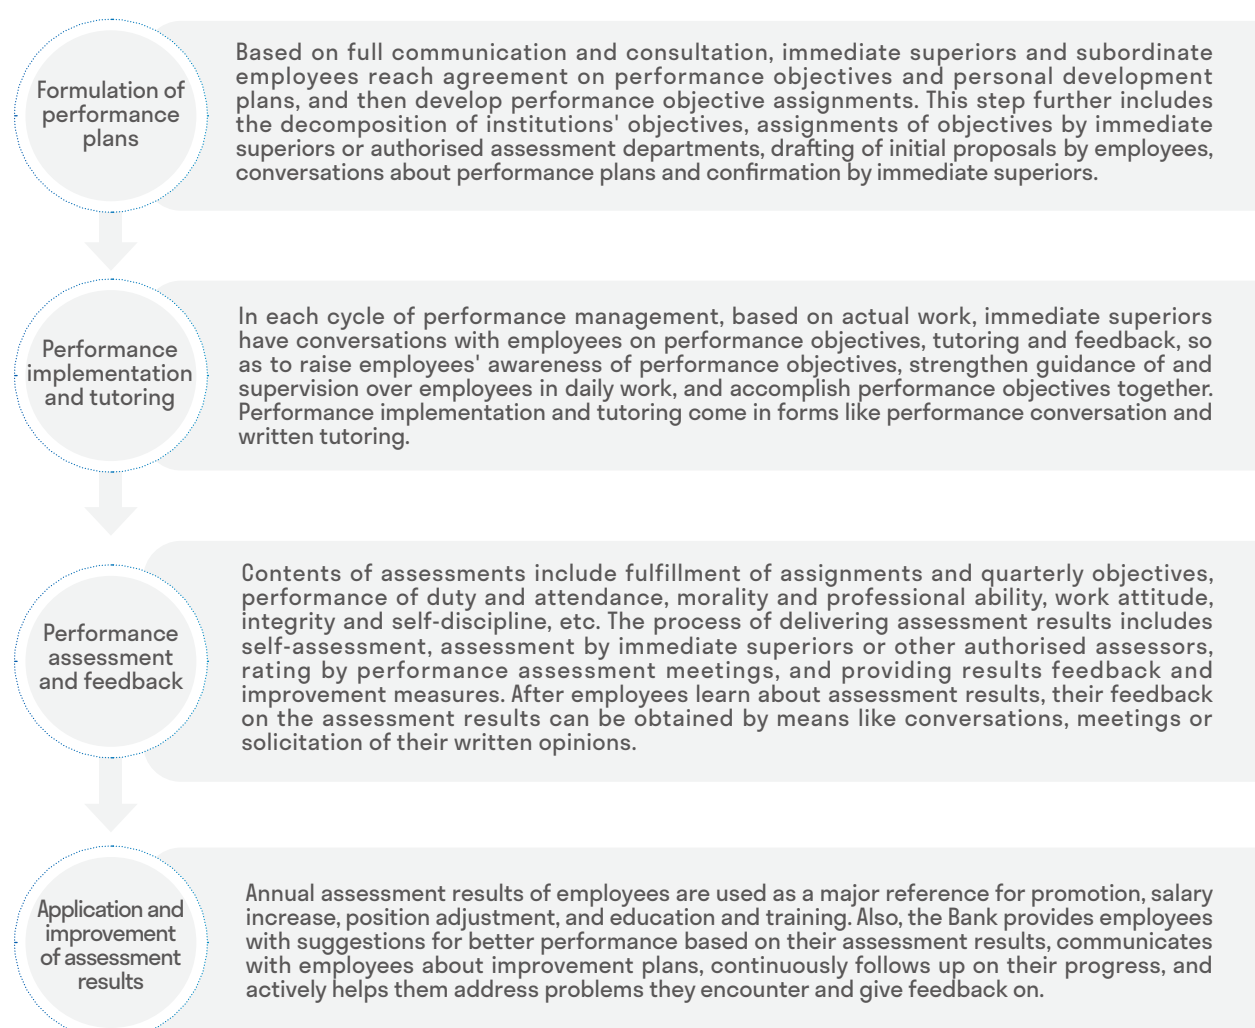 Formulation of
performance
plans
Based on full communication and consultation, immediate superiors and subordinate
employees reach agreement on performance objectives and personal development
plans, and then develop performance objective assignments. This step further includes
the decomposition of institutions' objectives, assignments of objectives by immediate
superiors or authorised assessment departments, drafting of initial proposals by employees,
conversations about performance plans and confirmation by immediate superiors.
Performance
implementation
and tutoring
In each cycle of performance management, based on actual work, immediate superiors
have conversations with employees on performance objectives, tutoring and feedback, so
as to raise employees' awareness of performance objectives, strengthen guidance of and
supervision over employees in daily work, and accomplish performance objectives together.
Performance implementation and tutoring come in forms like performance conversation and
written tutoring.
Performance
assessment
and feedback
Contents of assessments include fulfillment of assignments and quarterly objectives,
performance of duty and attendance, morality and professional ability, work attitude,
integrity and self-discipline, etc. The process of delivering assessment results includes
self-assessment, assessment by immediate superiors or other authorised assessors,
rating by performance assessment meetings, and providing results feedback and
improvement measures. After employees learn about assessment results, their feedback
on the assessment results can be obtained by means like conversations, meetings or
solicitation of their written opinions.
Application and
improvement
of assessment
results
Annual assessment results of employees are used as a major reference for promotion, salary
increase, position adjustment, and education and training. Also, the Bank provides employees
with suggestions for better performance based on their assessment results, communicates
with employees about improvement plans, continuously follows up on their progress, and
actively helps them address problems they encounter and give feedback on.